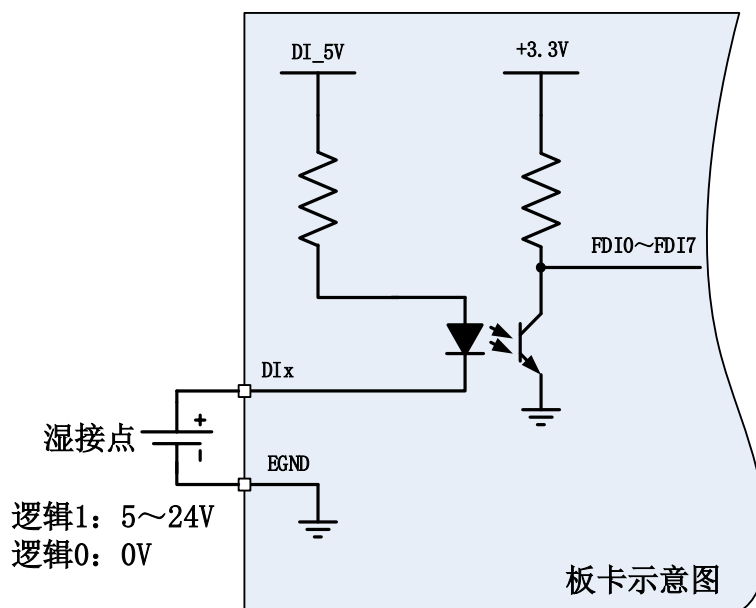 DI_5V
+3.3V
FDI0～FDI7
DIx
+
湿接点
-
EGND
逻辑1：5～24V
逻辑0：0V
板卡示意图